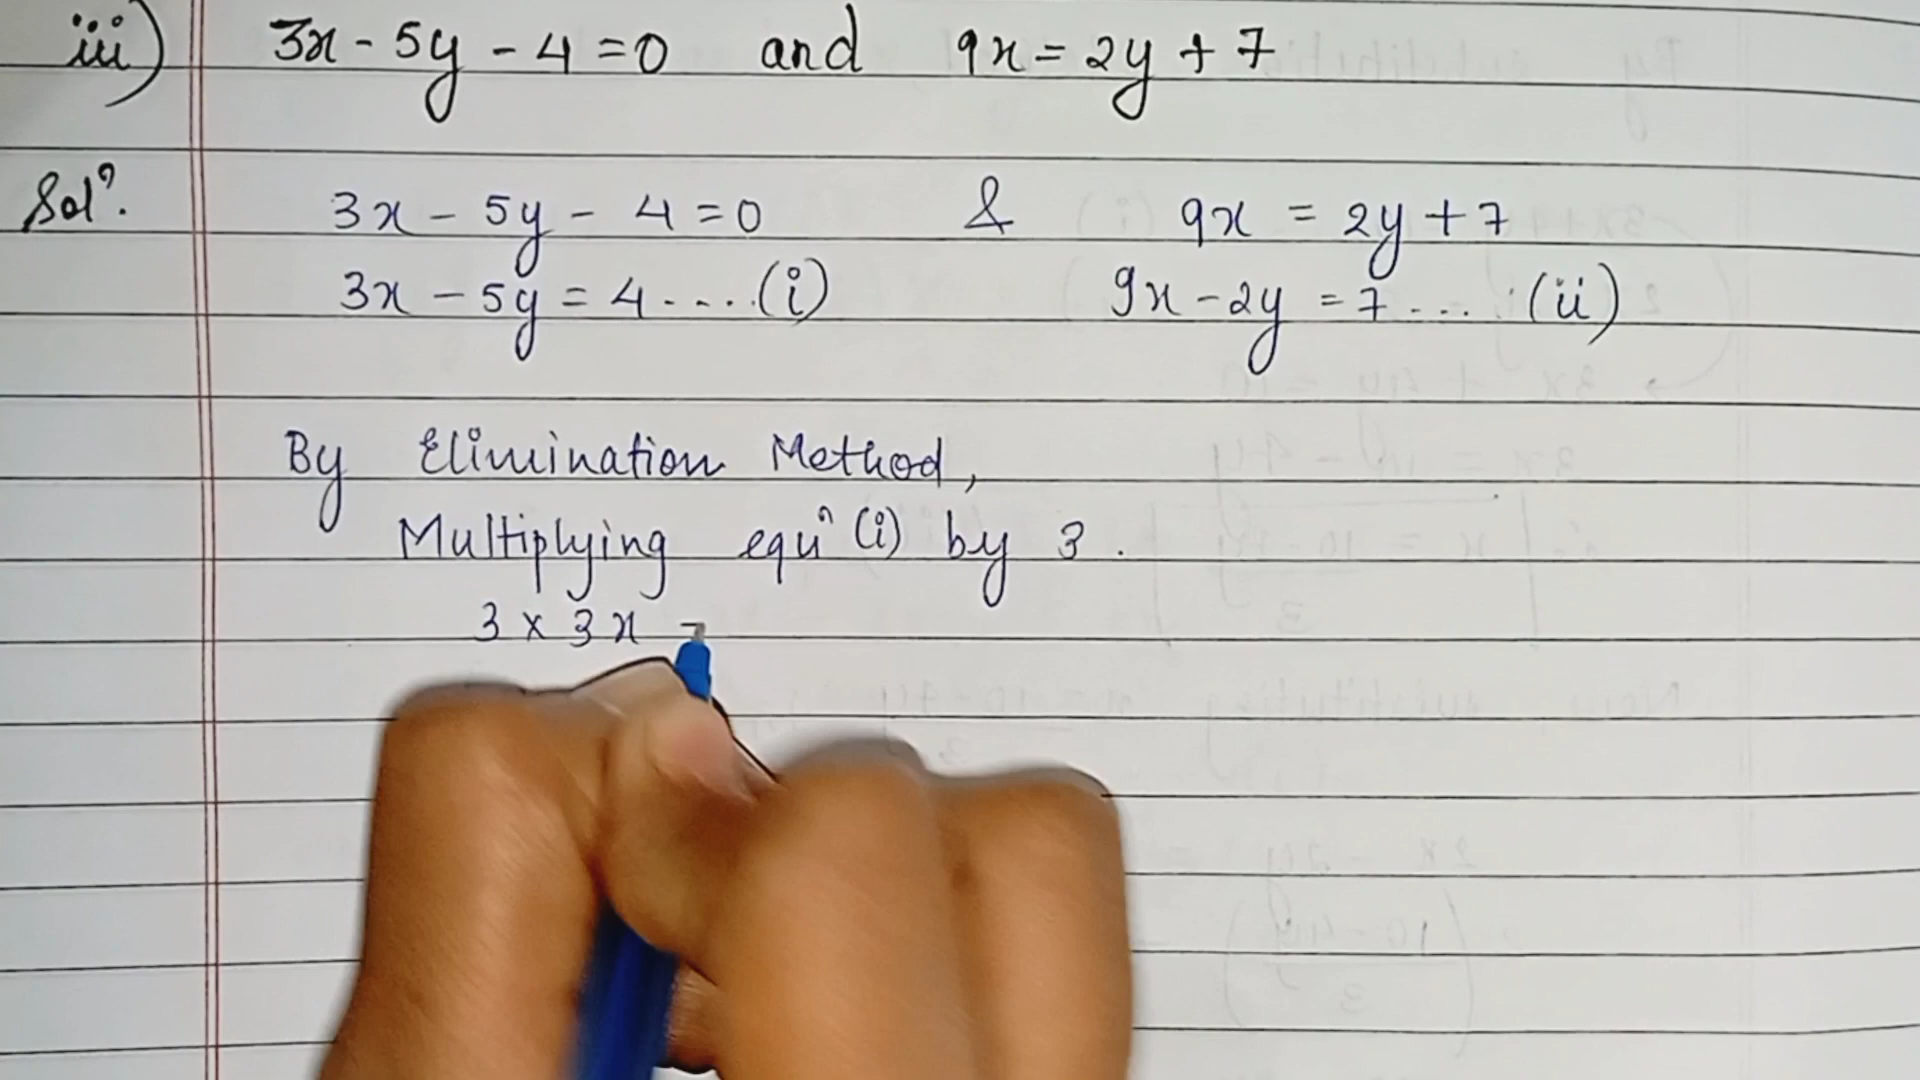 iii) 3x - 5y - 4 = 0 and 9x = 2y + 7
Solⁿ. 3x - 5y - 4 = 0 & 9x = 2y + 7
3x - 5y = 4 .... (i) 9x - 2y = 7 .... (ii)
By Elimination Method,
Multiplying equⁿ (i) by 3.
3 × 3x -